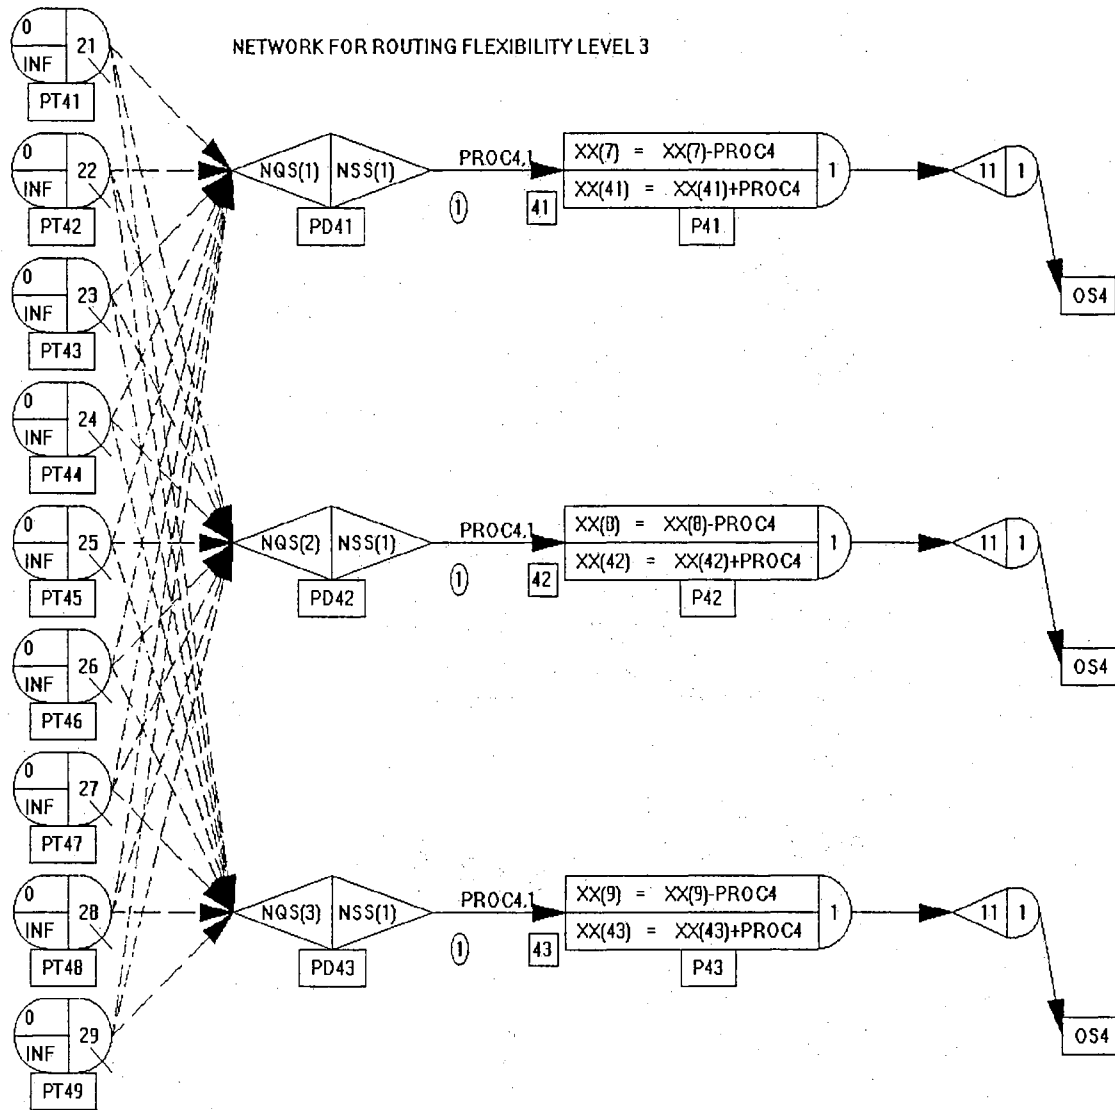 NETWORK FOR ROUTING FLEXIBILITY LEVEL 3
0 21
INF
PT41
0 22
INF
PT42
0 23
INF
PT43
0 24
INF
PT44
0 25
INF
PT45
0 26
INF
PT46
0 27
INF
PT47
0 28
INF
PT48
0 29
INF
PT49
NQS(1) NSS(1)
PD41
PROC4,1
1
41
XX(7) = XX(7)-PROC4
XX(41) = XX(41)+PROC4
1
P41
11 1
OS4
NQS(2) NSS(1)
PD42
PROC4,1
1
42
XX(8) = XX(8)-PROC4
XX(42) = XX(42)+PROC4
1
P42
11 1
OS4
NQS(3) NSS(1)
PD43
PROC4,1
1
43
XX(9) = XX(9)-PROC4
XX(43) = XX(43)+PROC4
1
P43
11 1
OS4